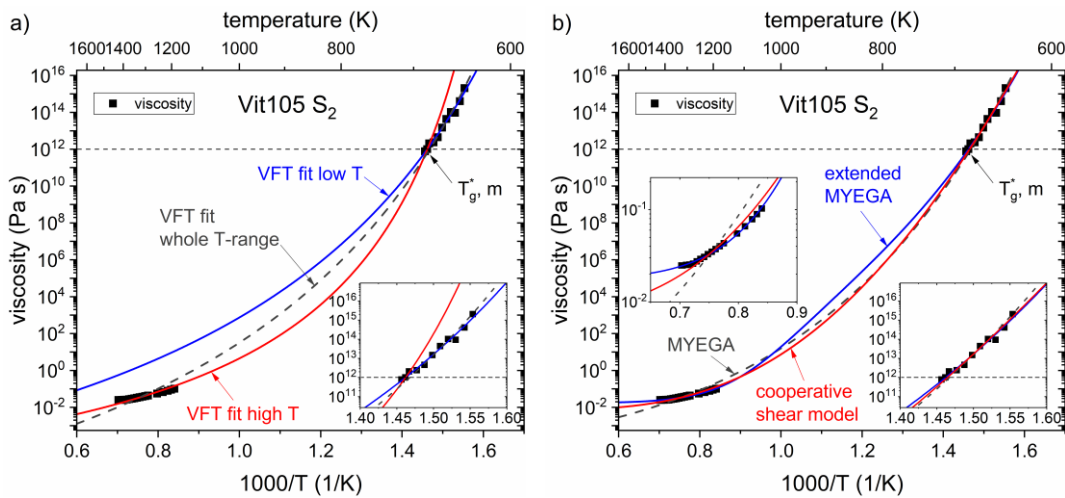 a)
temperature (K)
1600 1400 1200 1000 800 600
10^16
10^14
10^12
10^10
10^8
10^6
10^4
10^2
10^0
10^-2
viscosity (Pa s)
viscosity
Vit105 S_2
VFT fit low T
T_g^*, m
VFT fit
whole T-range
VFT fit high T
10^16
10^15
10^14
10^13
10^12
10^11
1.40 1.45 1.50 1.55 1.60
0.6 0.8 1.0 1.2 1.4 1.6
1000/T (1/K)
b)
temperature (K)
1600 1400 1200 1000 800 600
10^16
10^14
10^12
10^10
10^8
10^6
10^4
10^2
10^0
10^-2
viscosity (Pa s)
viscosity
Vit105 S_2
extended
MYEGA
T_g^*, m
10^-1
10^-2
0.7 0.8 0.9
MYEGA
cooperative
shear model
10^16
10^15
10^14
10^13
10^12
10^11
1.40 1.45 1.50 1.55 1.60
0.6 0.8 1.0 1.2 1.4 1.6
1000/T (1/K)